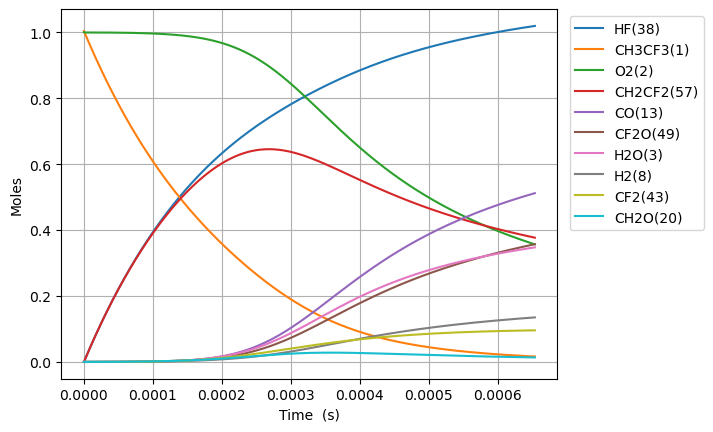 1.0
0.8
0.6
0.4
0.2
0.0
Moles
0.0000 0.0001 0.0002 0.0003 0.0004 0.0005 0.0006
Time (s)
HF(38)
CH3CF3(1)
O2(2)
CH2CF2(57)
CO(13)
CF2O(49)
H2O(3)
H2(8)
CF2(43)
CH2O(20)